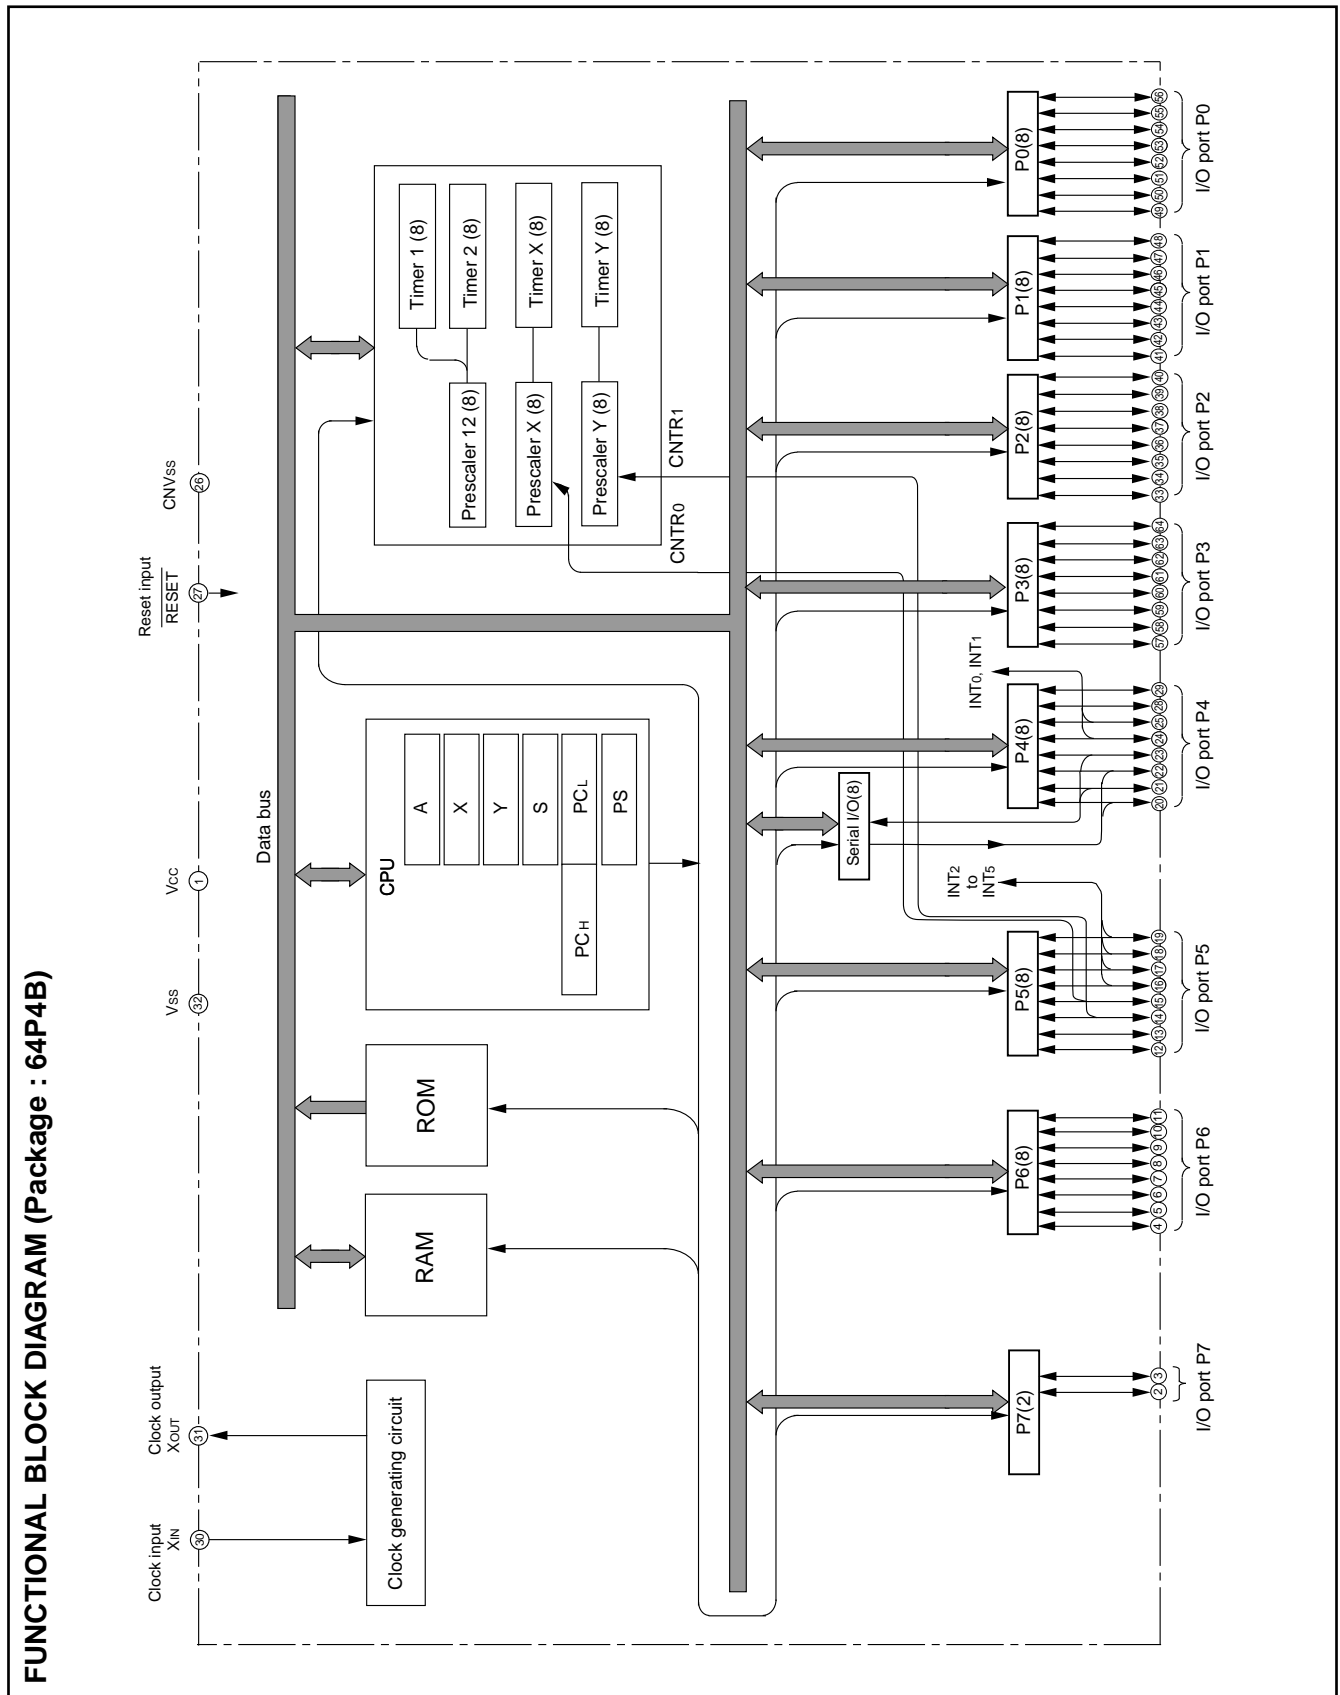 FUNCTIONAL BLOCK DIAGRAM (Package : 64P4B)
Clock input
XIN
30
Clock output
XOUT
31
VSS
32
VCC
1
Reset input
RESET
27
CNVSS
26
Data bus
Clock generating circuit
RAM
ROM
CPU
A
X
Y
S
PCH
PCL
PS
Prescaler 12 (8)
Prescaler X (8)
Prescaler Y (8)
Timer 1 (8)
Timer 2 (8)
Timer X (8)
Timer Y (8)
CNTR0
CNTR1
INT2
to
INT5
Serial I/O(8)
INT0, INT1
P7(2)
P6(8)
P5(8)
P4(8)
P3(8)
P2(8)
P1(8)
P0(8)
2 3
I/O port P7
4 5 6 7 8 9 10 11
I/O port P6
12 13 14 15 16 17 18 19
I/O port P5
20 21 22 23 24 25 28 29
I/O port P4
57 58 59 60 61 62 63 64
I/O port P3
33 34 35 36 37 38 39 40
I/O port P2
41 42 43 44 45 46 47 48
I/O port P1
49 50 51 52 53 54 55 56
I/O port P0